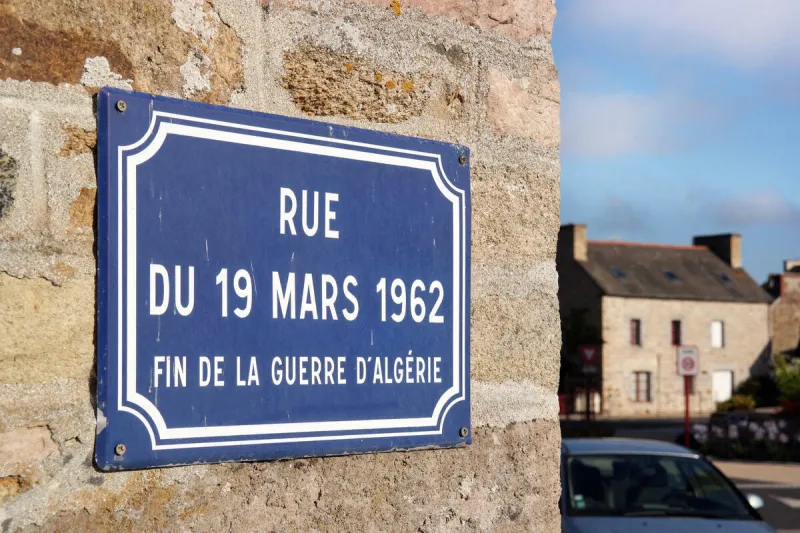 RUE
DU 19 MARS 1962
FIN DE LA GUERRE D'ALGÉRIE